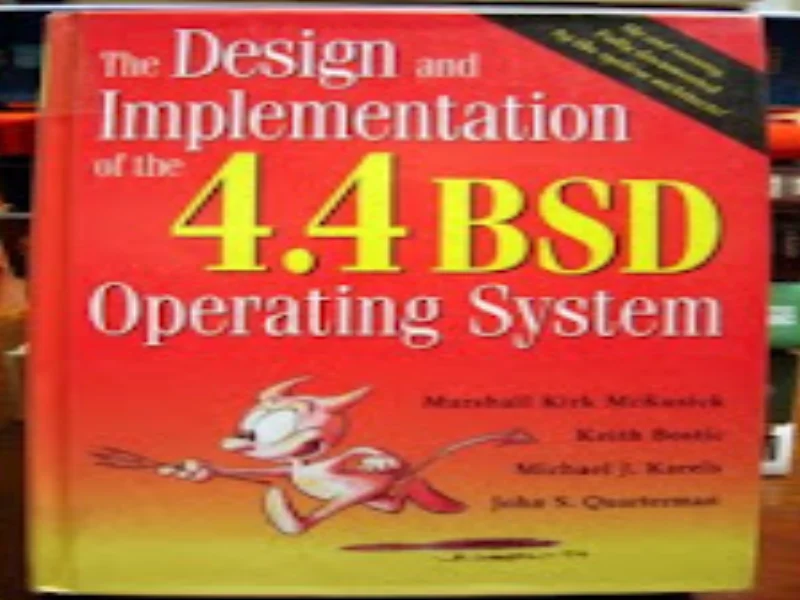 The Design and
Implementation
of the
4.4 BSD
Operating System
Marshall Kirk McKusick
Keith Bostic
Michael J. Karels
John S. Quarterman